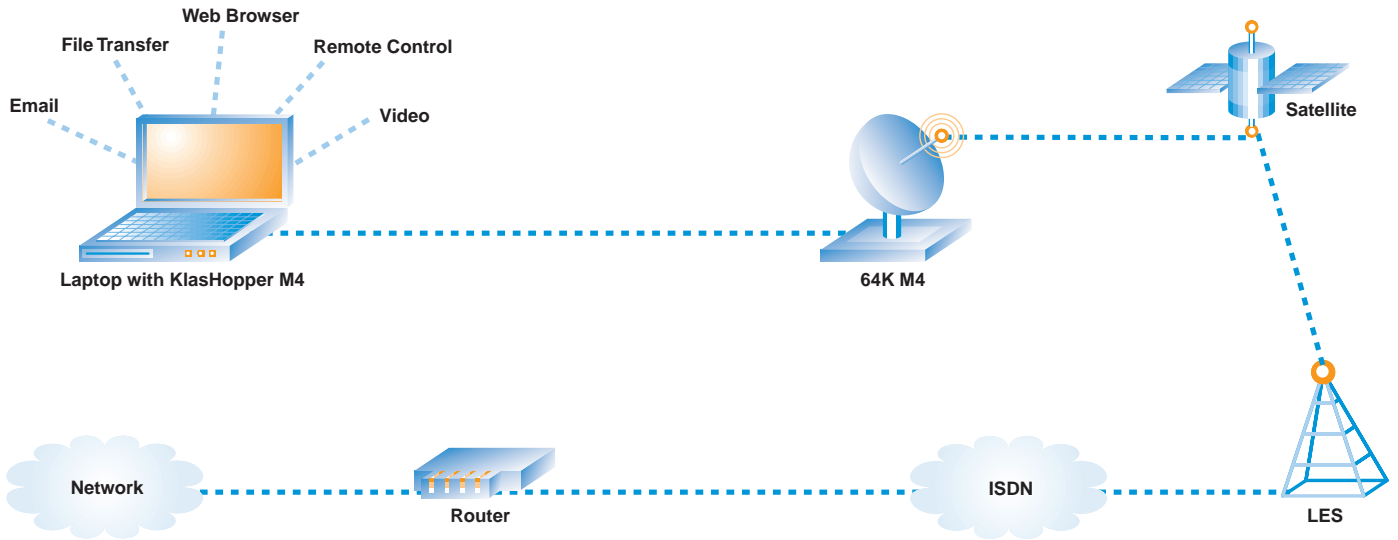 Web Browser
File Transfer
Remote Control
Email
Video
Satellite
Laptop with KlasHopper M4
64K M4
Network
ISDN
Router
LES